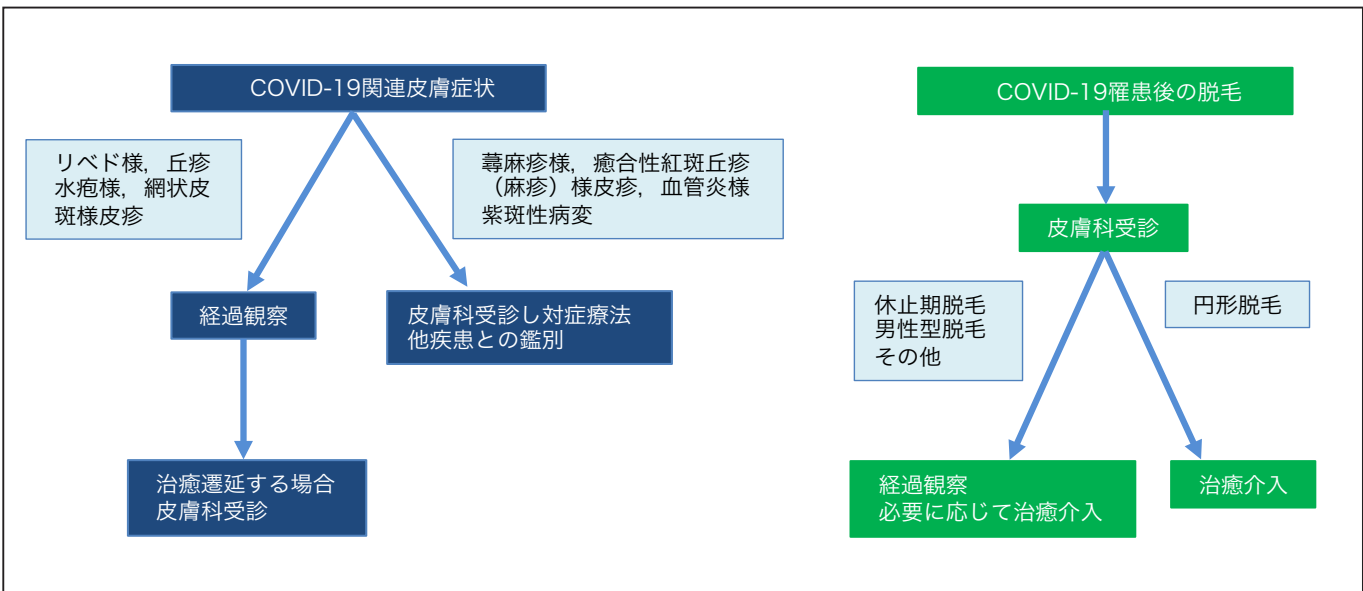 COVID-19関連皮膚症状
リベド様，丘疹
水疱様，網状皮
斑様皮疹
蕁麻疹様，癒合性紅斑丘疹
（麻疹）様皮疹，血管炎様
紫斑性病変
経過観察
皮膚科受診し対症療法
他疾患との鑑別
治癒遷延する場合
皮膚科受診
COVID-19罹患後の脱毛
皮膚科受診
休止期脱毛
男性型脱毛
その他
円形脱毛
経過観察
必要に応じて治癒介入
治癒介入